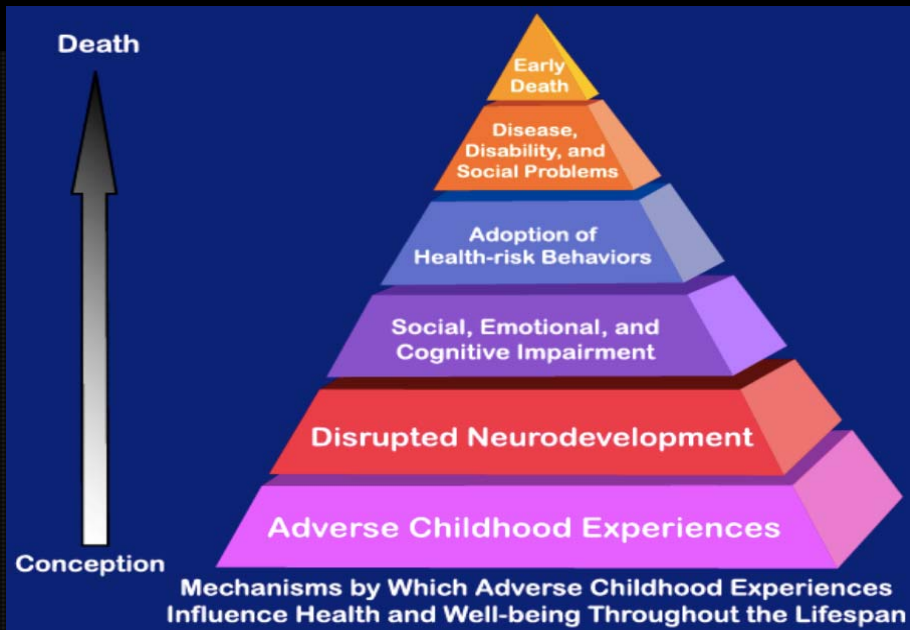 Death
Early
Death
Disease,
Disability, and
Social Problems
Adoption of
Health-risk Behaviors
Social, Emotional, and
Cognitive Impairment
Disrupted Neurodevelopment
Adverse Childhood Experiences
Conception
Mechanisms by Which Adverse Childhood Experiences
Influence Health and Well-being Throughout the Lifespan